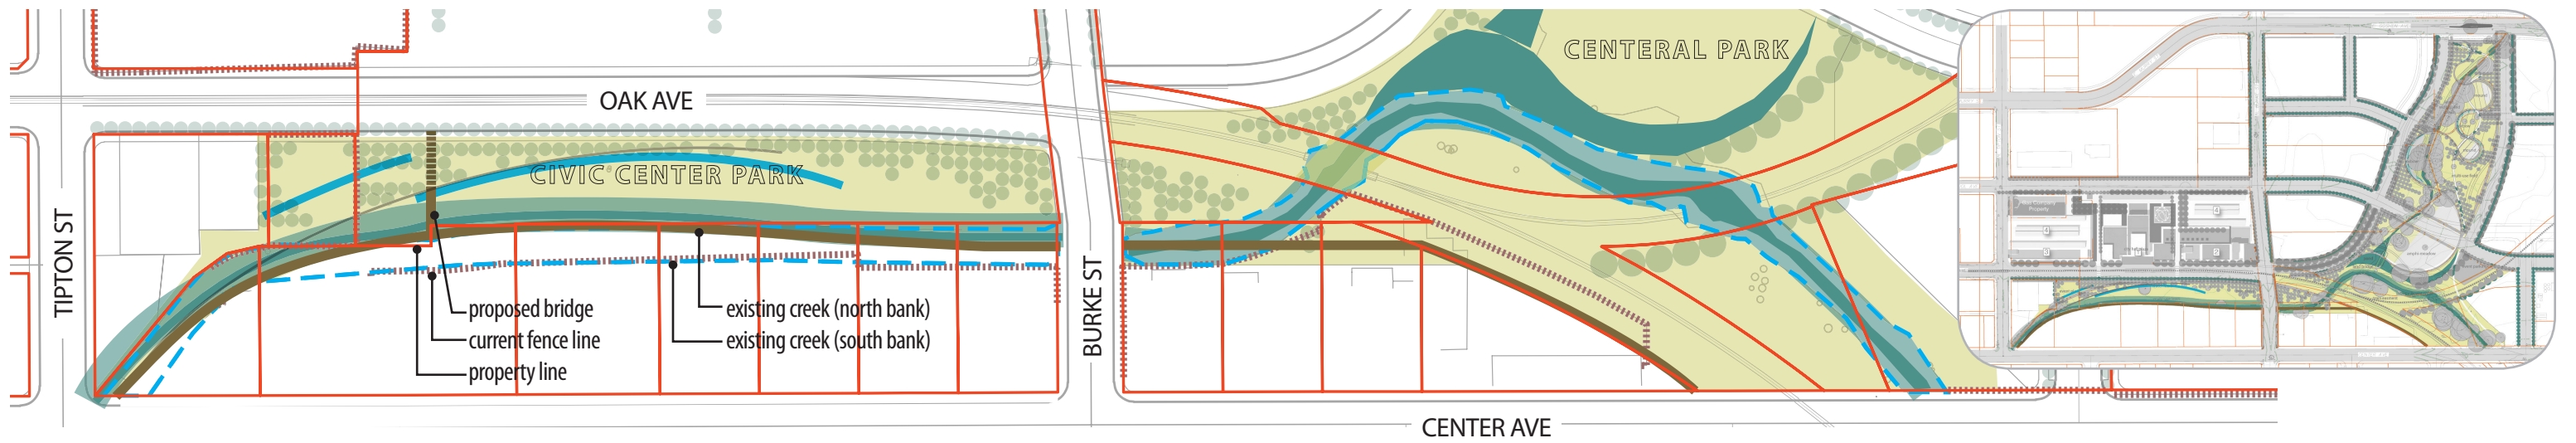 CENTERAL PARK
OAK AVE
CIVIC CENTER PARK
TIPTON ST
BURKE ST
proposed bridge
current fence line
property line
existing creek (north bank)
existing creek (south bank)
CENTER AVE